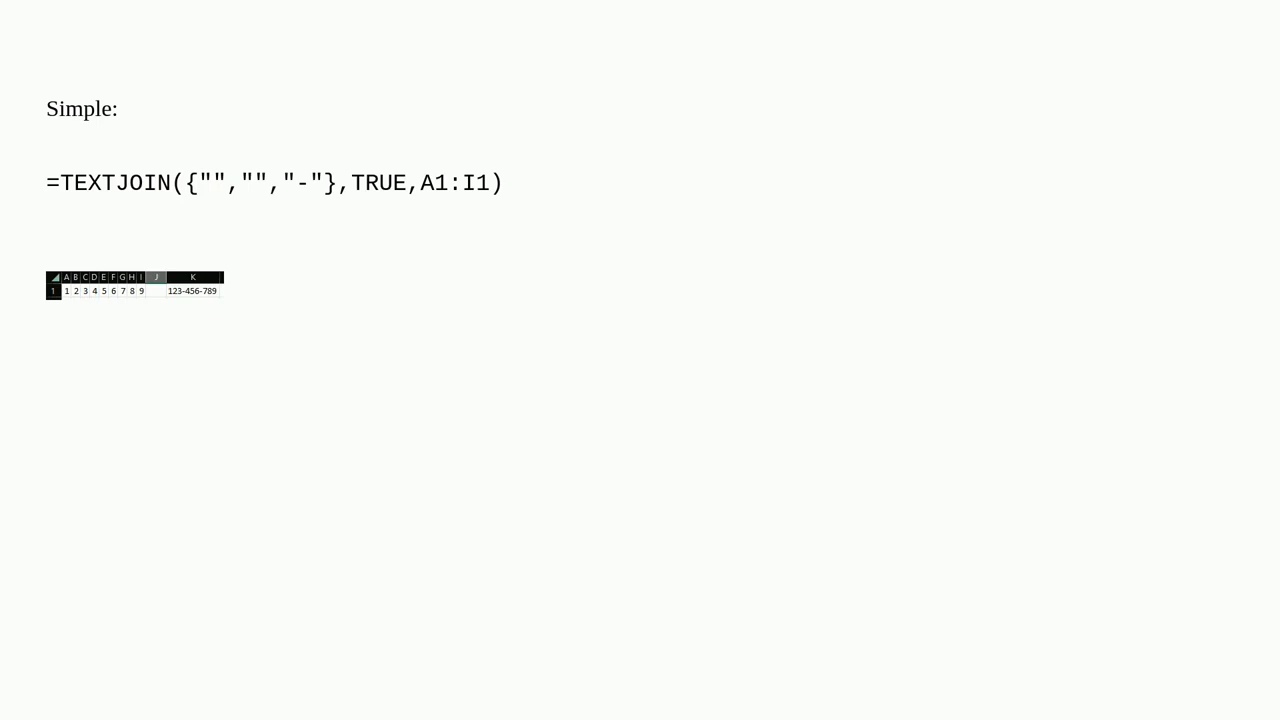 Simple:
=TEXTJOIN({"","","-"},TRUE,A1:I1)
A B C D E F G H I J K
1 1 2 3 4 5 6 7 8 9 123-456-789